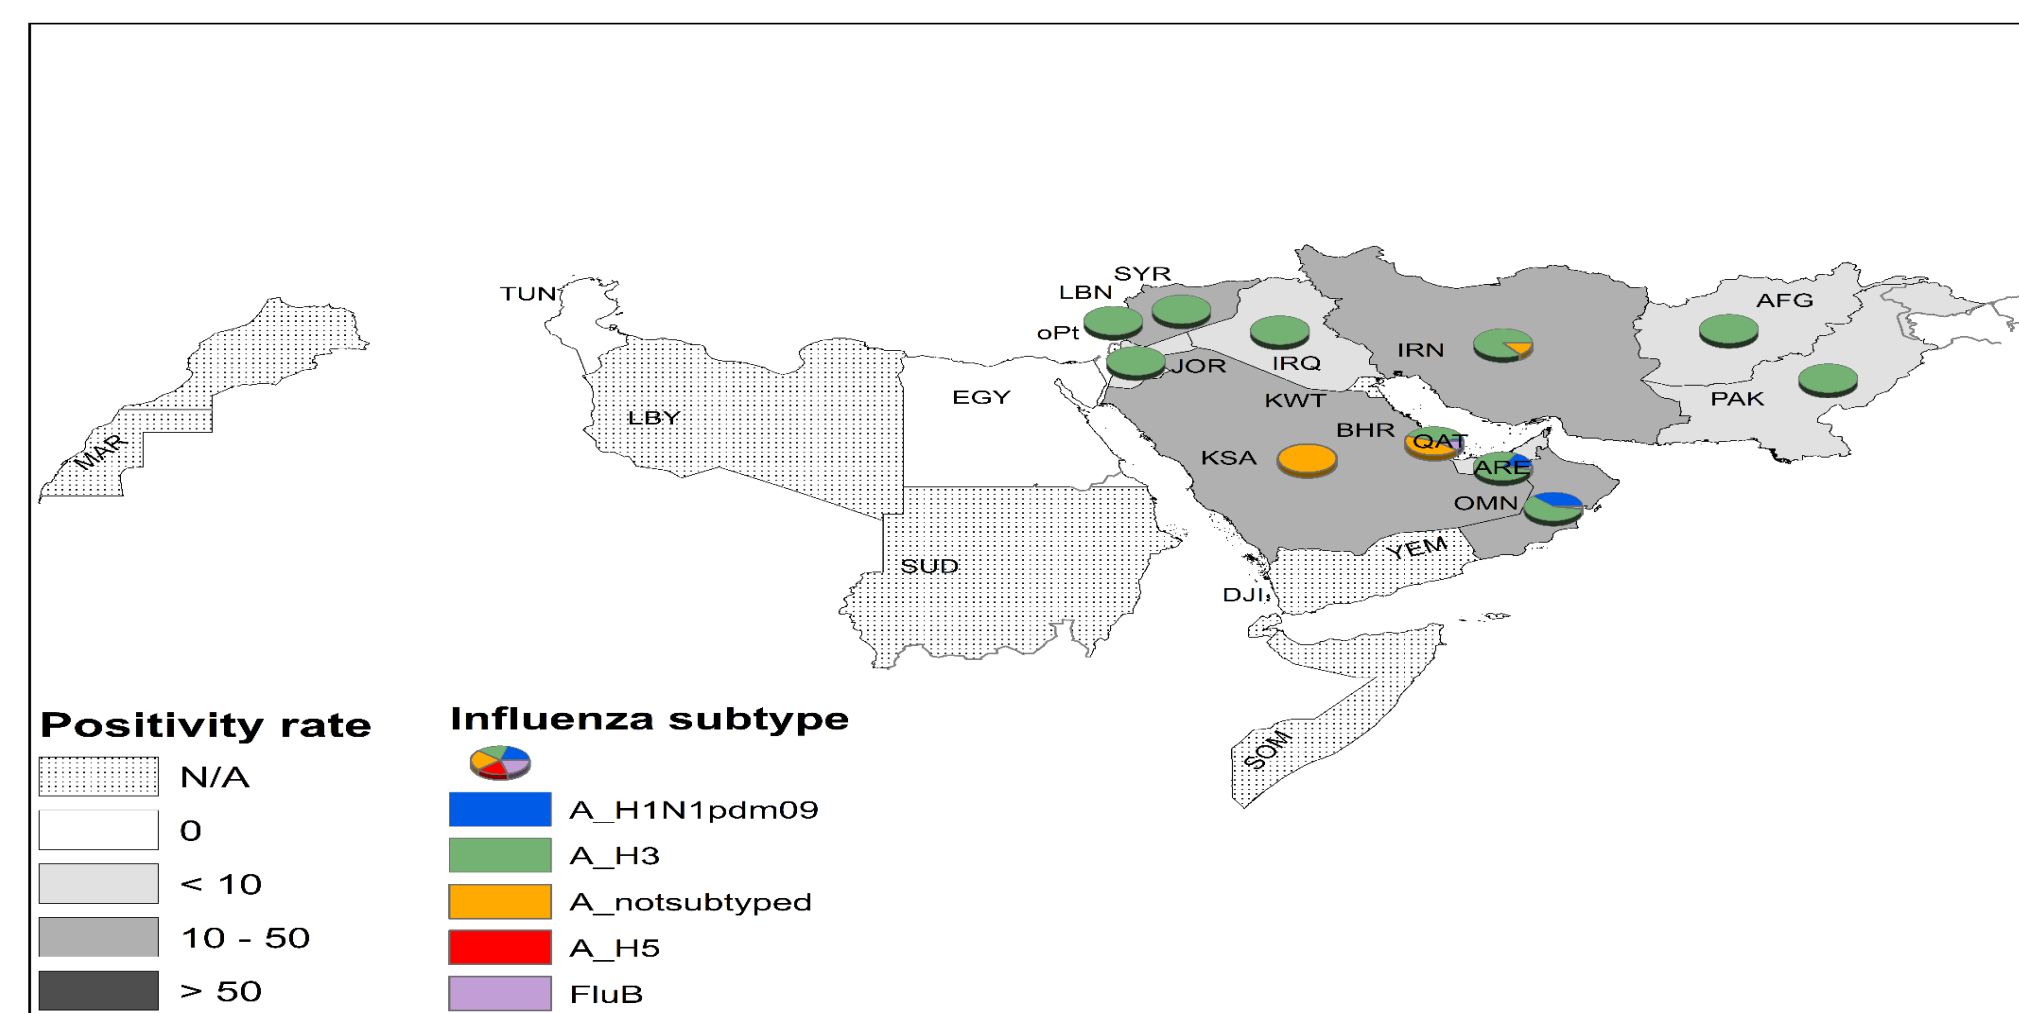 SYR
TUN
LBN
AFG
oPt
IRN
JOR
IRQ
EGY
KWT
PAK
LBY
BHR
QAT
MAR
KSA
ARE
OMN
YEM
SUD
DJI
SOM
Positivity rate
N/A
0
< 10
10 - 50
> 50
Influenza subtype
A_H1N1pdm09
A_H3
A_notsubtyped
A_H5
FluB